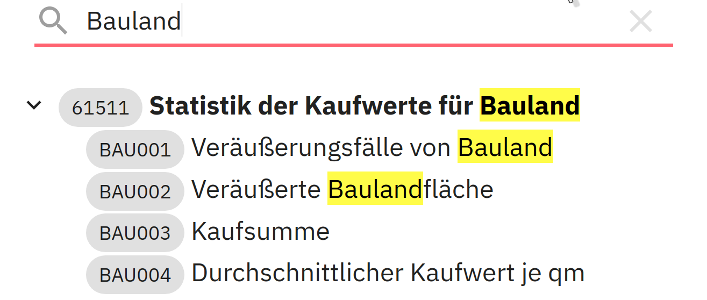 Bauland
61511 Statistik der Kaufwerte für Bauland
BAU001 Veräußerungsfälle von Bauland
BAU002 Veräußerte Baulandfläche
BAU003 Kaufsumme
BAU004 Durchschnittlicher Kaufwert je qm